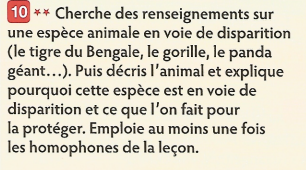 10 ** Cherche des renseignements sur
une espèce animale en voie de disparition
(le tigre du Bengale, le gorille, le panda
géant...). Puis décris l'animal et explique
pourquoi cette espèce est en voie de
disparition et ce que l'on fait pour
la protéger. Emploie au moins une fois
les homophones de la leçon.